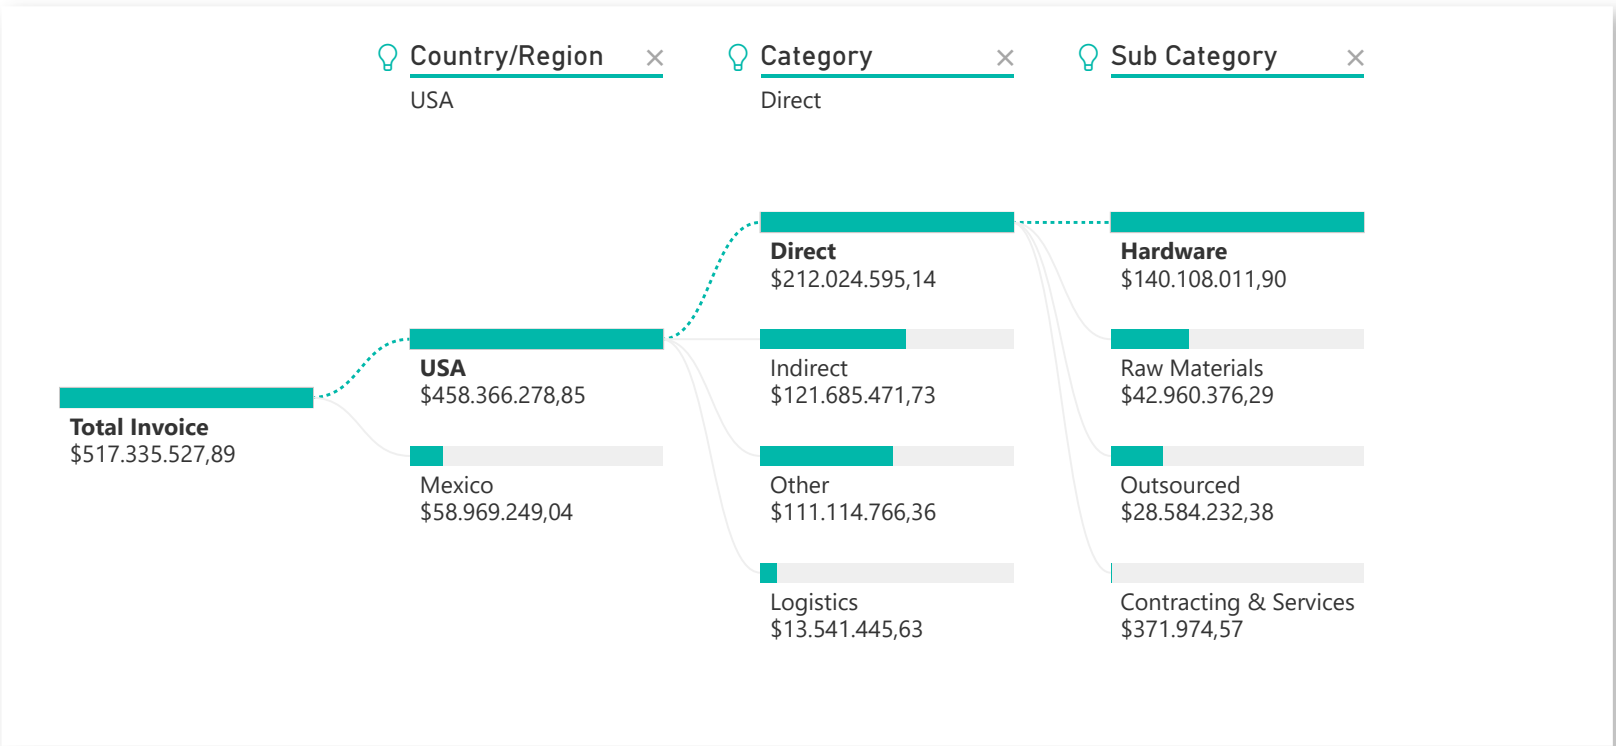 Country/Region
Category
Sub Category
USA
Direct
Total Invoice
$517.335.527,89
USA
$458.366.278,85
Mexico
$58.969.249,04
Direct
$212.024.595,14
Indirect
$121.685.471,73
Other
$111.114.766,36
Logistics
$13.541.445,63
Hardware
$140.108.011,90
Raw Materials
$42.960.376,29
Outsourced
$28.584.232,38
Contracting & Services
$371.974,57